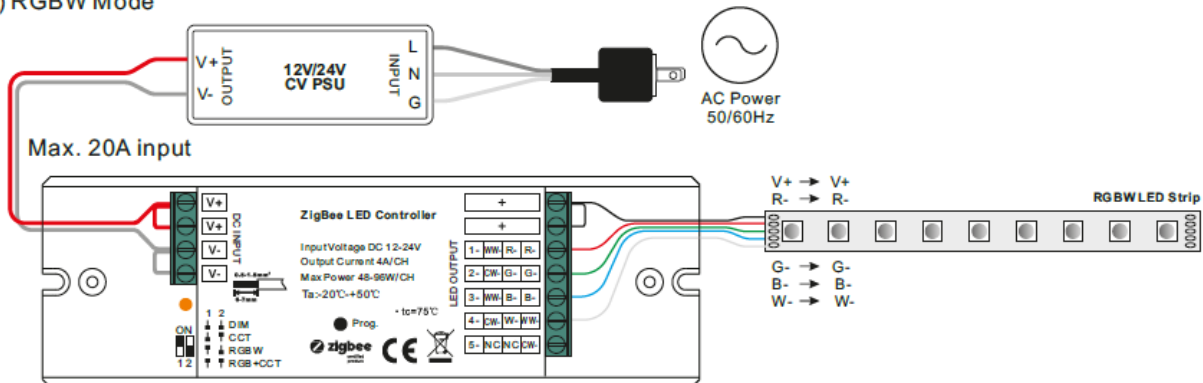 ) RGBW Mode
V+
V-
OUTPUT
12V/24V
CV PSU
INPUT
L
N
G
AC Power
50/60Hz
Max. 20A input
V+
V+
V-
V-
DC INPUT
ZigBee LED Controller
Input Voltage DC 12-24V
Output Current 4A/CH
Max Power 48-96W/CH
Ta:-20℃-+50℃
• tc=75℃
Prog.
zigbee
CE
1 2
DIM
CCT
RGBW
RGB+CCT
ON
1 2
LED OUTPUT
+
+
1- WW- R- R-
2- CW- G- G-
3- WW- B- B-
4- CW- W- WW-
5- NC NC CW-
V+ → V+
R- → R-
G- → G-
B- → B-
W- → W-
RGBW LED Strip